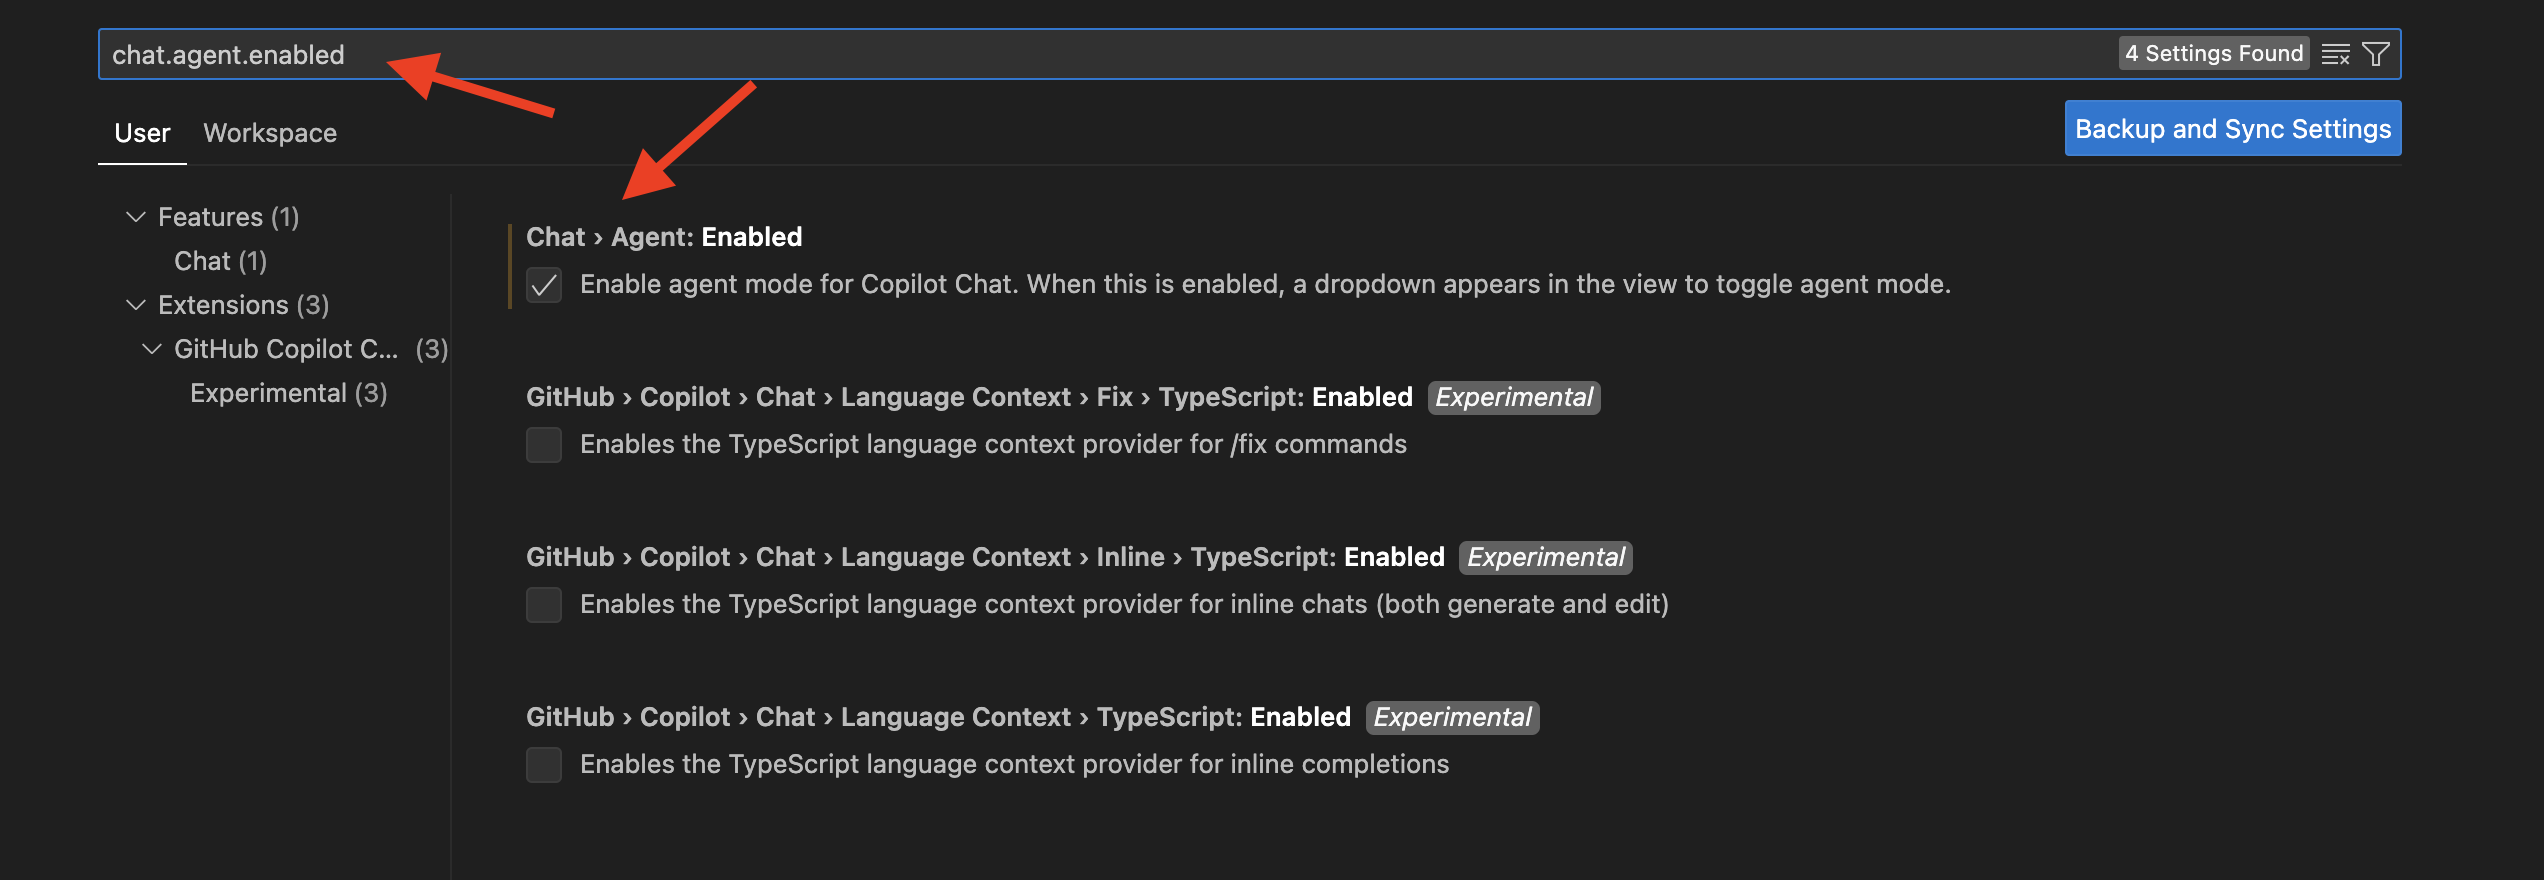 chat.agent.enabled
4 Settings Found
User
Workspace
Backup and Sync Settings
Features (1)
Chat (1)
Extensions (3)
GitHub Copilot C... (3)
Experimental (3)
Chat › Agent: Enabled
Enable agent mode for Copilot Chat. When this is enabled, a dropdown appears in the view to toggle agent mode.
GitHub › Copilot › Chat › Language Context › Fix › TypeScript: Enabled Experimental
Enables the TypeScript language context provider for /fix commands
GitHub › Copilot › Chat › Language Context › Inline › TypeScript: Enabled Experimental
Enables the TypeScript language context provider for inline chats (both generate and edit)
GitHub › Copilot › Chat › Language Context › TypeScript: Enabled Experimental
Enables the TypeScript language context provider for inline completions